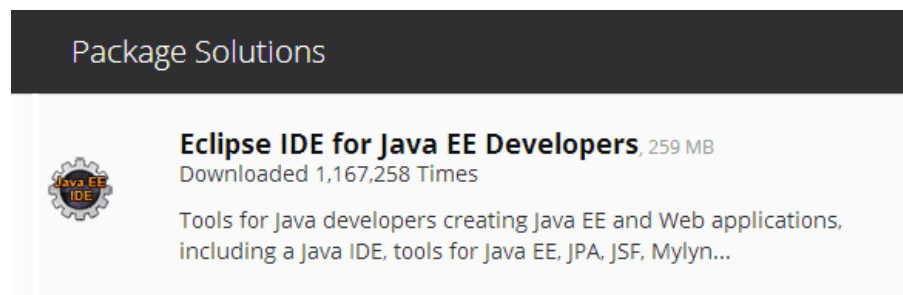 Package Solutions
Eclipse IDE for Java EE Developers, 259 MB
Downloaded 1,167,258 Times
Java EE
IDE
Tools for Java developers creating Java EE and Web applications,
including a Java IDE, tools for Java EE, JPA, JSF, Mylyn...